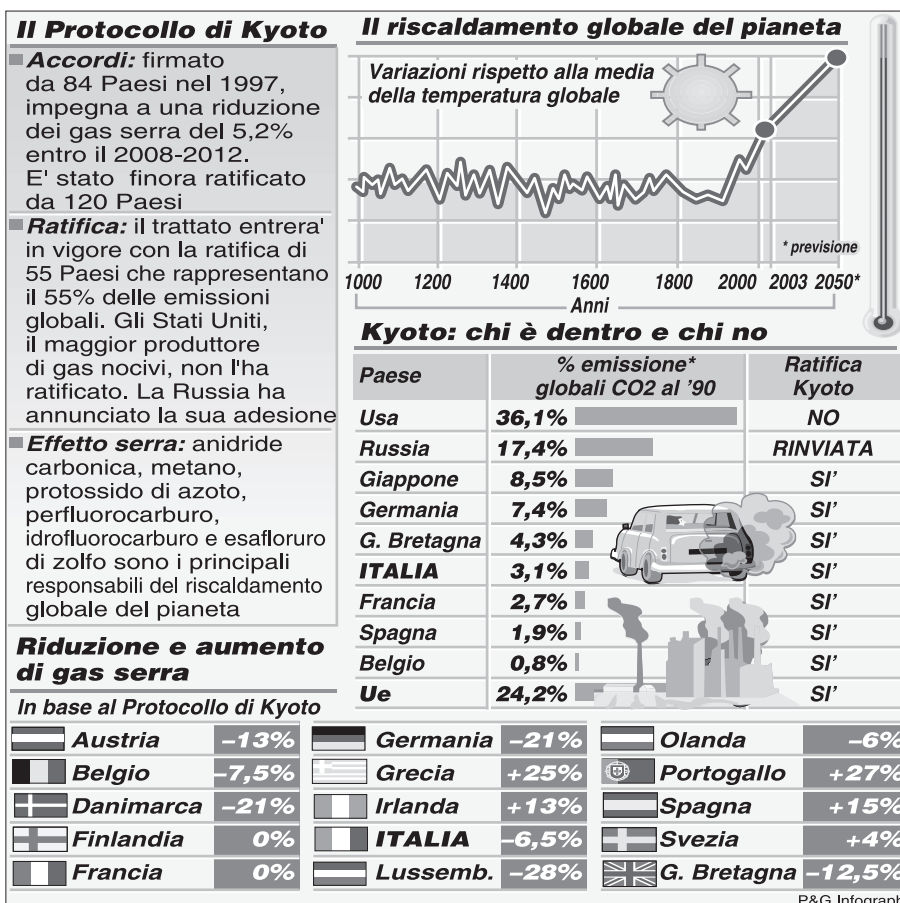 Il Protocollo di Kyoto
Accordi: firmato
da 84 Paesi nel 1997,
impegna a una riduzione
dei gas serra del 5,2%
entro il 2008-2012.
E' stato finora ratificato
da 120 Paesi
Ratifica: il trattato entrera'
in vigore con la ratifica di
55 Paesi che rappresentano
il 55% delle emissioni
globali. Gli Stati Uniti,
il maggior produttore
di gas nocivi, non l'ha
ratificato. La Russia ha
annunciato la sua adesione
Effetto serra: anidride
carbonica, metano,
protossido di azoto,
perfluorocarburo,
idrofluorocarburo e esafloruro
di zolfo sono i principali
responsabili del riscaldamento
globale del pianeta
Il riscaldamento globale del pianeta
Variazioni rispetto alla media
della temperatura globale
* previsione
1000 1200 1400 1600 1800 2000 2003 2050*
Anni
Kyoto: chi è dentro e chi no
Paese % emissione* globali CO2 al '90 Ratifica Kyoto
Usa 36,1% NO
Russia 17,4% RINVIATA
Giappone 8,5% SI'
Germania 7,4% SI'
G. Bretagna 4,3% SI'
ITALIA 3,1% SI'
Francia 2,7% SI'
Spagna 1,9% SI'
Belgio 0,8% SI'
Ue 24,2% SI'
Riduzione e aumento
di gas serra
In base al Protocollo di Kyoto
Austria –13%
Belgio –7,5%
Danimarca –21%
Finlandia 0%
Francia 0%
Germania –21%
Grecia +25%
Irlanda +13%
ITALIA –6,5%
Lussemb. –28%
Olanda –6%
Portogallo +27%
Spagna +15%
Svezia +4%
G. Bretagna –12,5%
P&G Infograph